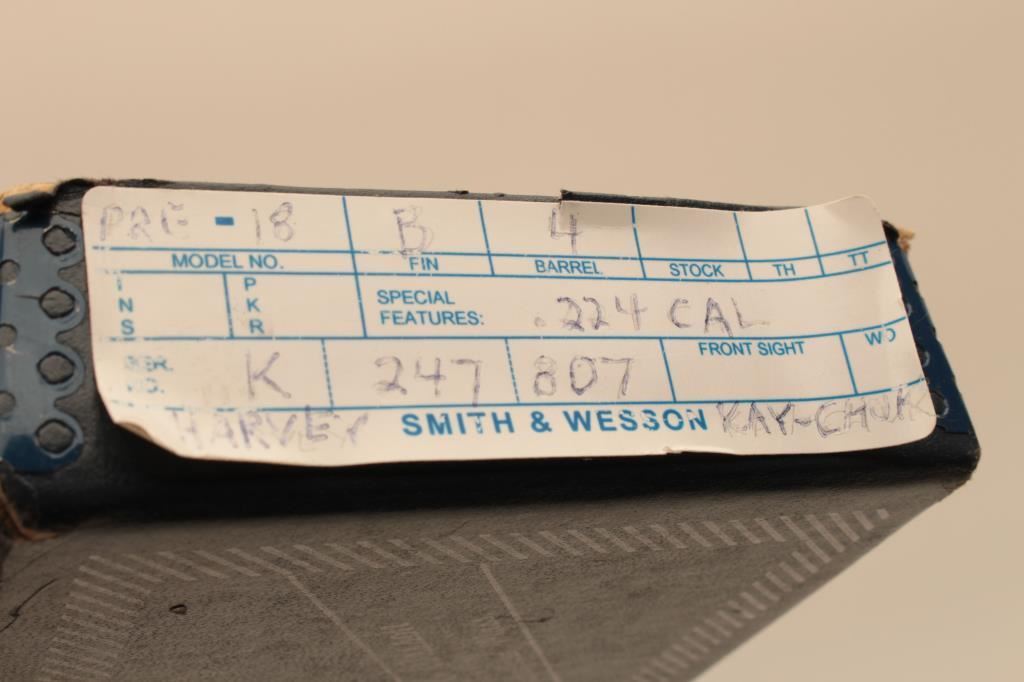 PRE - 18 B 4
MODEL NO. FIN BARREL STOCK TH TT
INS PKR SPECIAL FEATURES: .224 CAL
SER. NO. K 247 807 FRONT SIGHT WO
HARVEY SMITH & WESSON KAY-CHUK